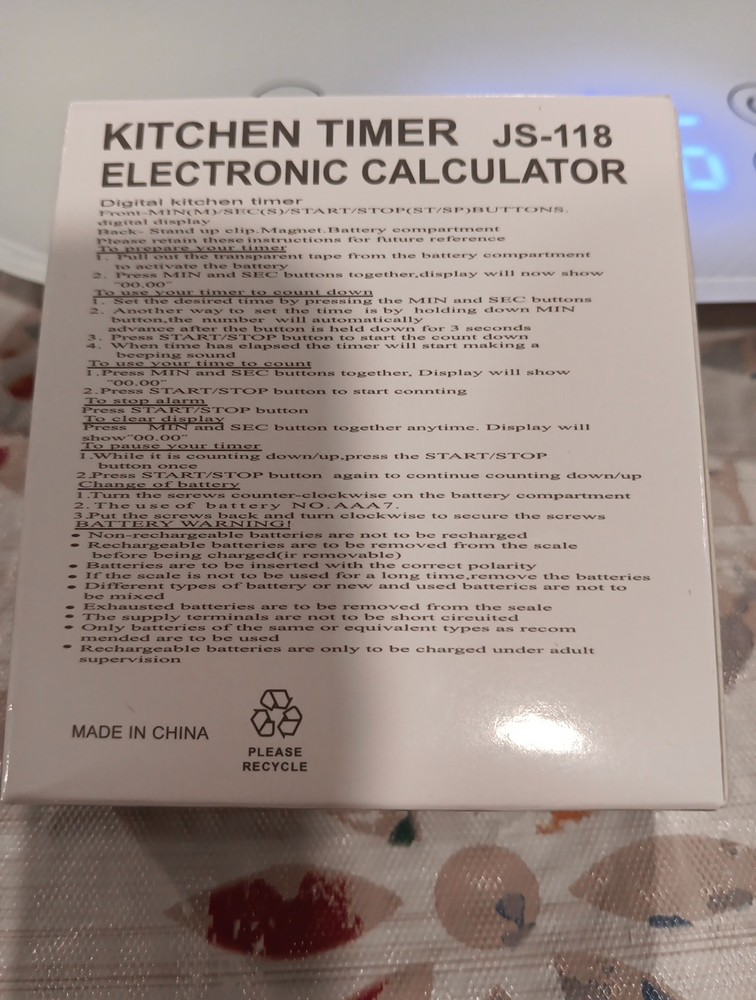 KITCHEN TIMER JS-118
ELECTRONIC CALCULATOR
Digital kitchen timer
Front-MIN(M)/SEC(S)/START/STOP(ST/SP)BUTTONS.
digital display
Back- Stand up clip.Magnet.Battery compartment
Please retain these instructions for future reference
To prepare your timer
1. Pull out the transparent tape from the battery compartment
to activate the battery
2. Press MIN and SEC buttons together,display will now show
"00.00"
To use your timer to count down
1. Set the desired time by pressing the MIN and SEC buttons
2. Another way to set the time is by holding down MIN
button,the number will automatically
advance after the button is held down for 3 seconds
3. Press START/STOP button to start the count down
4. When time has elapsed the timer will start making a
beeping sound
To use your time to count
1.Press MIN and SEC buttons together, Display will show
"00.00"
2.Press START/STOP button to start connting
To stop alarm
Press START/STOP button
To clear display
Press MIN and SEC button together anytime. Display will
show"00.00"
To pause your timer
1.While it is counting down/up,press the START/STOP
button once
2.Press START/STOP button again to continue counting down/up
Change of battery
1.Turn the screws counter-clockwise on the battery compartment
2. The use of battery NO.AAA7.
3.Put the screws back and turn clockwise to secure the screws
BATTERY WARNING!
• Non-rechargeable batteries are not to be recharged
• Rechargeable batteries are to be removed from the scale
before being charged(ir removable)
• Batteries are to be inserted with the correct polarity
• If the scale is not to be used for a long time,remove the batteries
• Different types of battery or new and used batterics are not to
be mixed
• Exhausted batteries are to be removed from the scale
• The supply terminals are not to be short circuited
• Only batteries of the same or equivalent types as recom
mended are to be used
• Rechargeable batteries are only to be charged under adult
supervision
MADE IN CHINA
PLEASE
RECYCLE